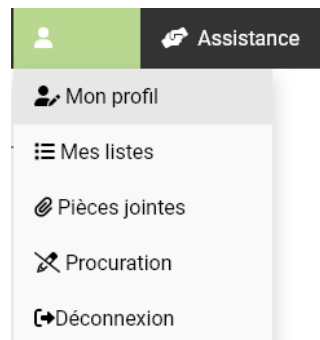 Assistance
Mon profil
Mes listes
Pièces jointes
Procuration
Déconnexion